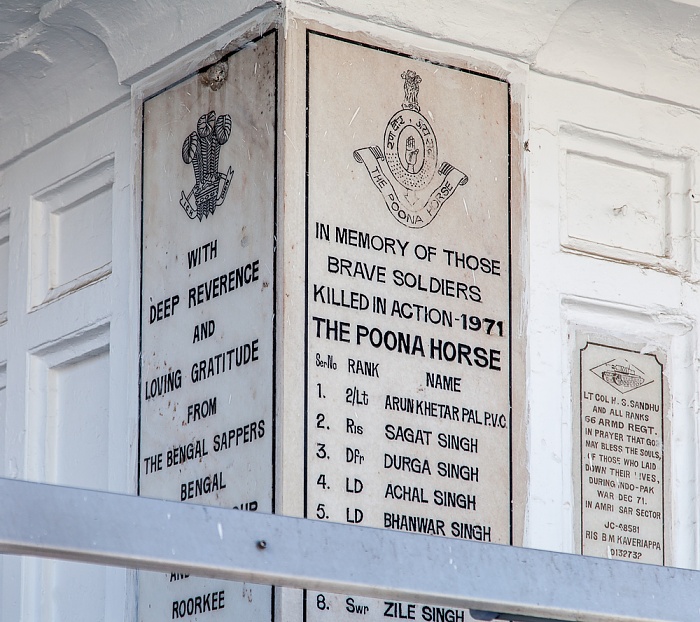 WITH
DEEP REVERENCE
AND
LOVING GRATITUDE
FROM
THE BENGAL SAPPERS
BENGAL
ROORKEE
THE POONA HORSE
IN MEMORY OF THOSE
BRAVE SOLDIERS
KILLED IN ACTION-1971
THE POONA HORSE
Ser No RANK NAME
1. 2/Lt ARUN KHETAR PAL P.V.C.
2. Ris SAGAT SINGH
3. Dfr DURGA SINGH
4. LD ACHAL SINGH
5. LD BHANWAR SINGH
8. Swr ZILE SINGH
LT COL H. S. SANDHU
AND ALL RANKS
66 ARMD REGT.
IN PRAYER THAT GOD
MAY BLESS THE SOULS
OF THOSE WHO LAID
DOWN THEIR LIVES,
DURING INDO-PAK
WAR DEC 71.
IN AMRI SAR SECTOR
JC-48581
RIS B M KAVERIAPPA